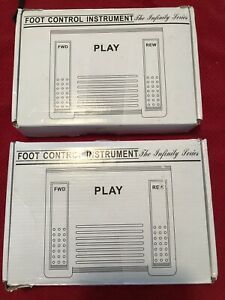 FOOT CONTROL INSTRUMENT The Infinity Series
FWD PLAY REW
FOOT CONTROL INSTRUMENT The Infinity Series
FWD PLAY REW